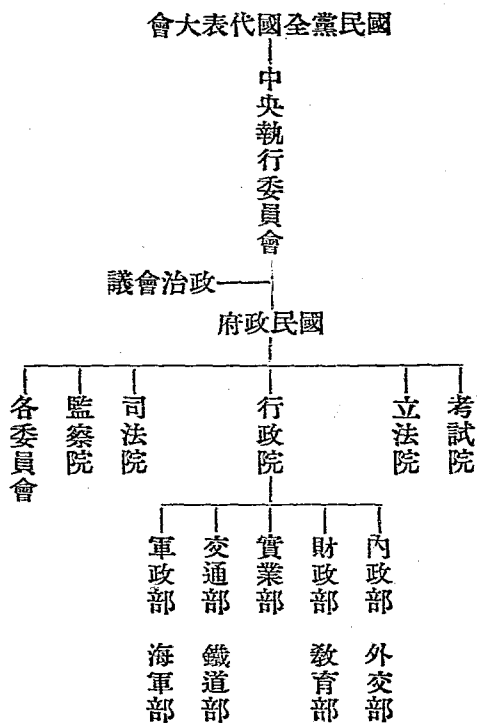 國民黨全國代表大會
中央執行委員會
政治會議
國民政府
考試院
立法院
行政院
司法院
監察院
各委員會
內政部
外交部
財政部
敎育部
實業部
交通部
鐵道部
軍政部
海軍部